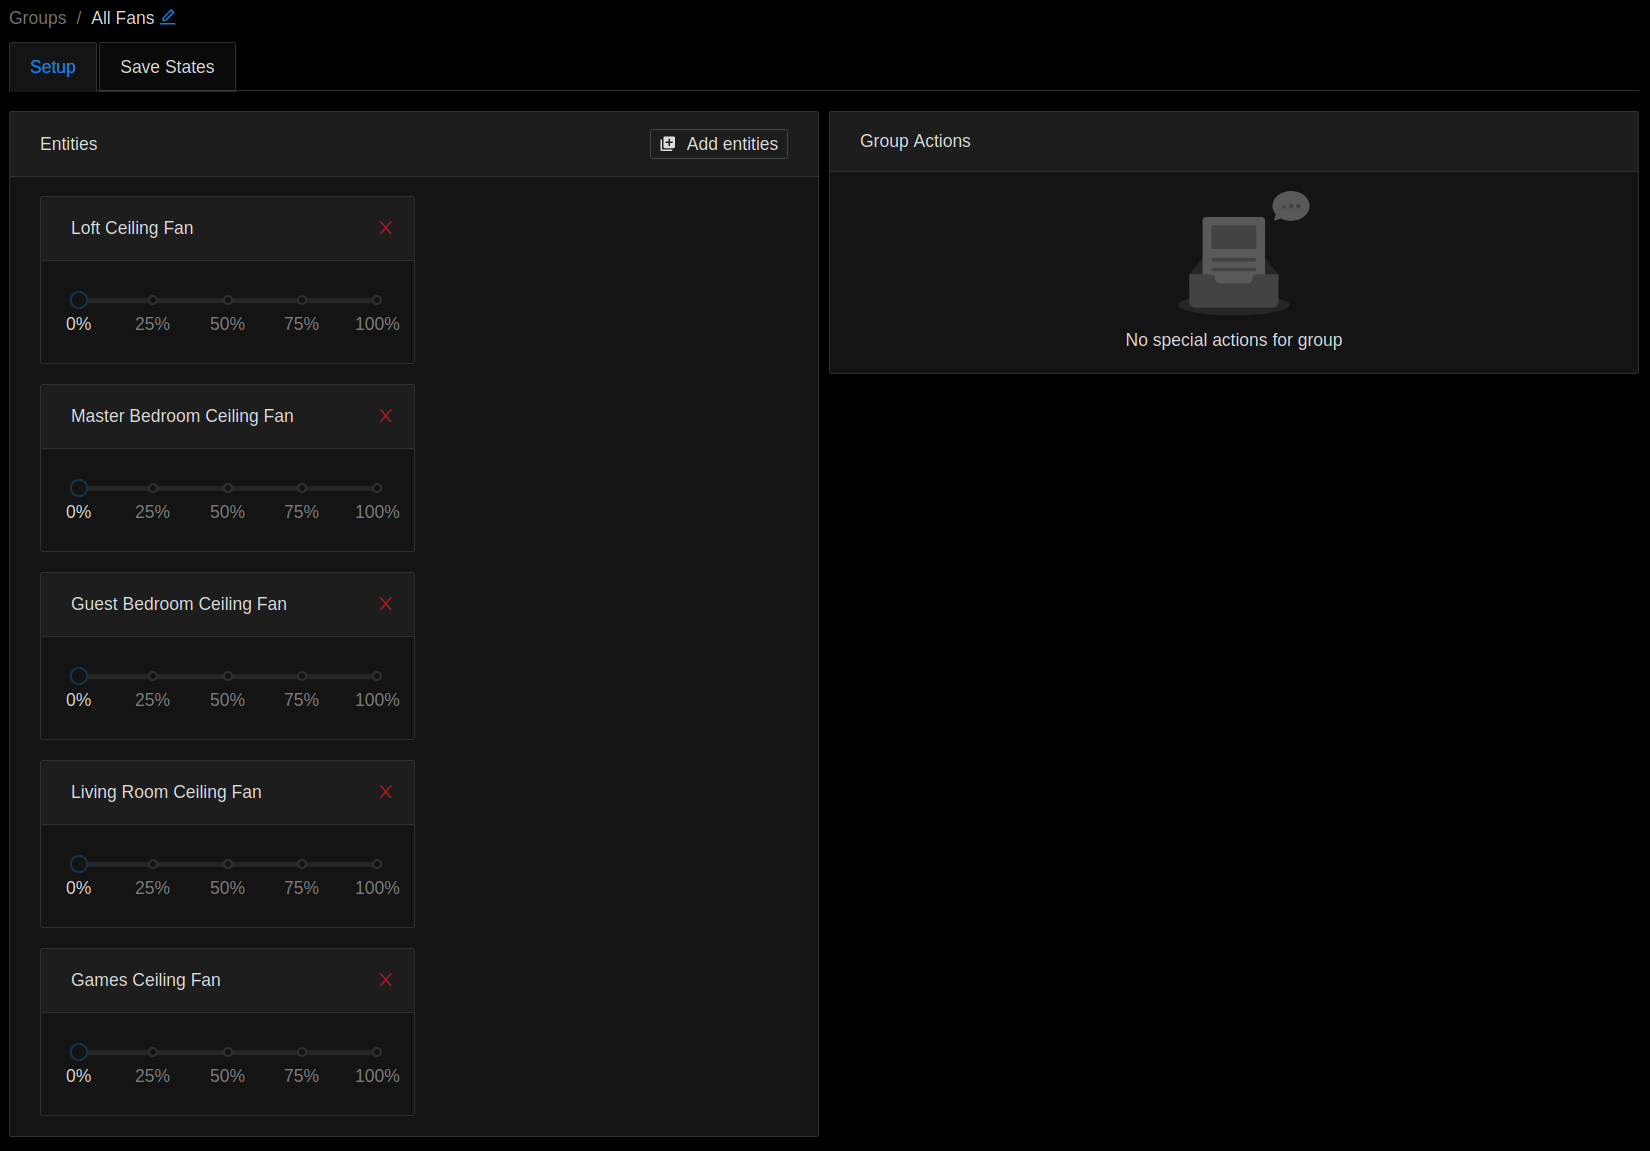 Groups / All Fans
Setup
Save States
Entities
Add entities
Loft Ceiling Fan
0% 25% 50% 75% 100%
Master Bedroom Ceiling Fan
0% 25% 50% 75% 100%
Guest Bedroom Ceiling Fan
0% 25% 50% 75% 100%
Living Room Ceiling Fan
0% 25% 50% 75% 100%
Games Ceiling Fan
0% 25% 50% 75% 100%
Group Actions
No special actions for group